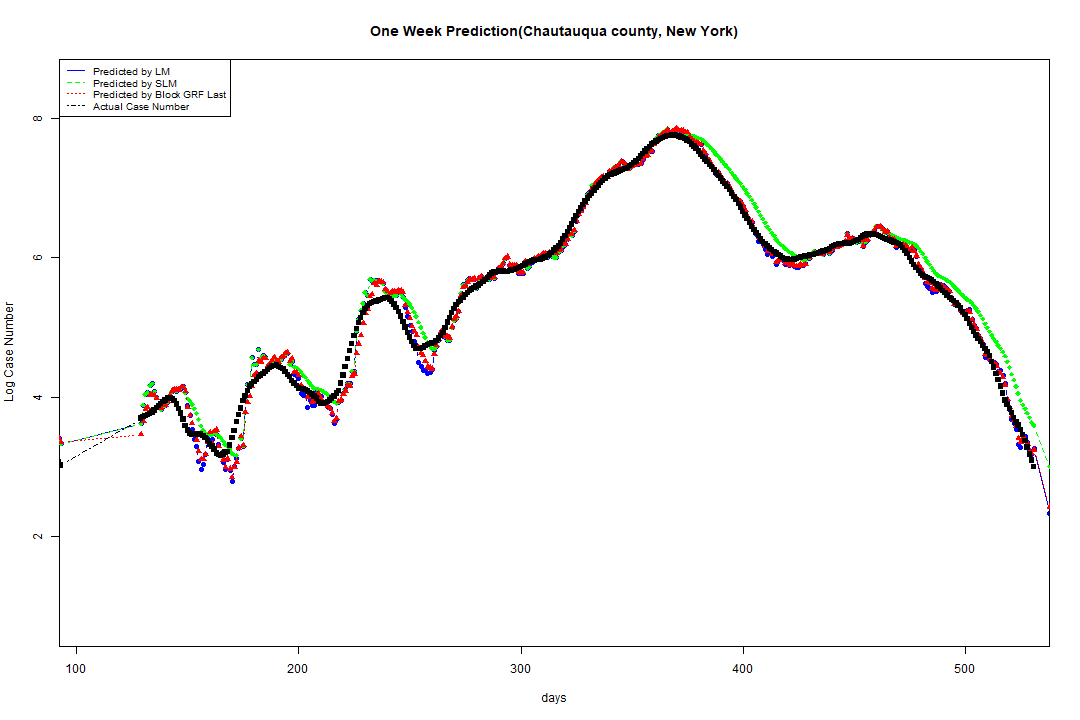 One Week Prediction(Chautauqua county, New York)
Predicted by LM
Predicted by SLM
Predicted by Block GRF Last
Actual Case Number
8
6
4
2
Log Case Number
100 200 300 400 500
days